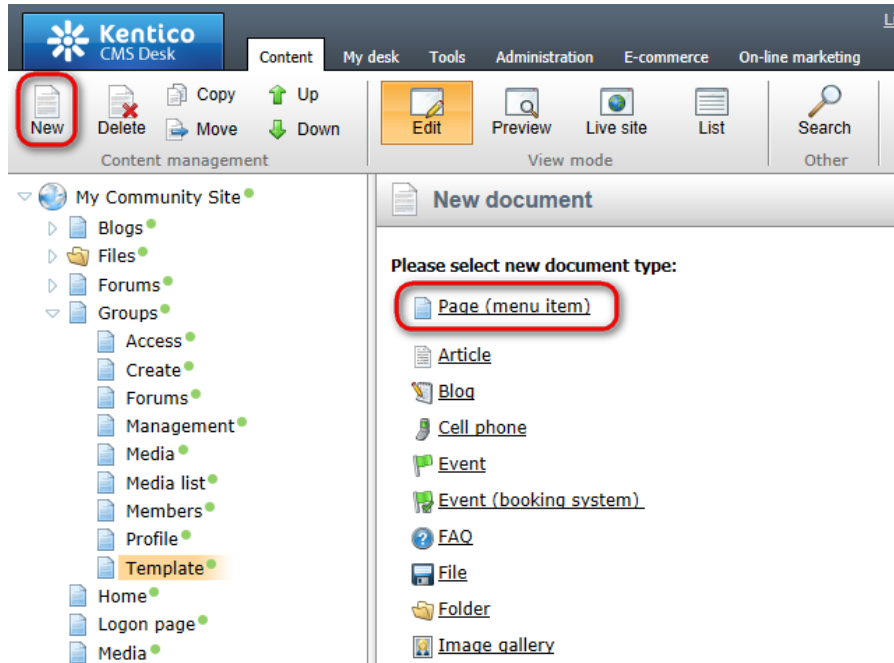 Kentico
CMS Desk
Content My desk Tools Administration E-commerce On-line marketing
New Delete Copy Move Up Down Edit Preview Live site List Search
Content management View mode Other
My Community Site
Blogs
Files
Forums
Groups
Access
Create
Forums
Management
Media
Media list
Members
Profile
Template
Home
Logon page
Media
New document
Please select new document type:
Page (menu item)
Article
Blog
Cell phone
Event
Event (booking system)
FAQ
File
Folder
Image gallery